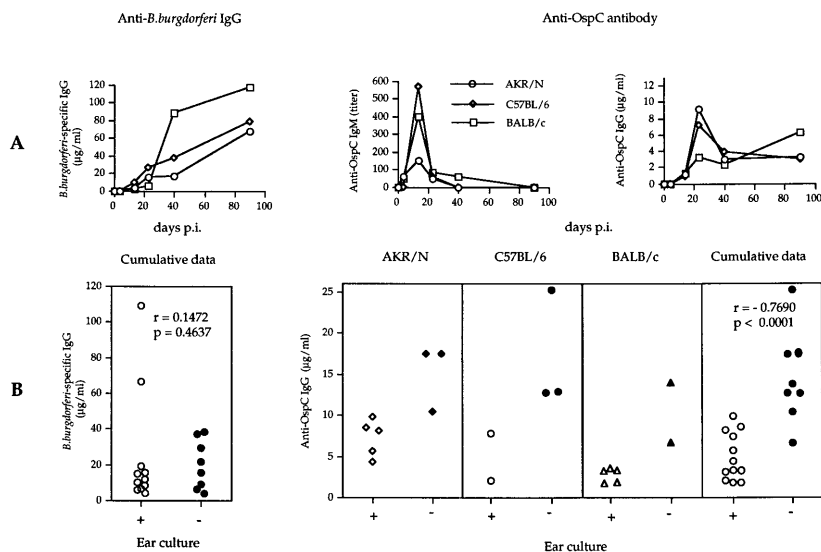 Anti-B.burgdorferi IgG
Anti-OspC antibody
A
B.burgdorferi-specific IgG
(µg/ml)
120
100
80
60
40
20
0
0 20 40 60 80 100
days p.i.
Anti-OspC IgM (titer)
600
500
400
300
250
200
150
100
50
0
0 20 40 60 80 100
AKR/N
C57BL/6
BALB/c
Anti-OspC IgG (µg/ml)
12
10
8
6
4
2
0
0 20 40 60 80 100
days p.i.
B
Cumulative data
B.burgdorferi-specific IgG
(µg/ml)
120
100
80
60
40
20
0
r = 0.1472
p = 0.4637
+ -
Ear culture
AKR/N C57BL/6 BALB/c Cumulative data
Anti-OspC IgG (µg/ml)
25
20
15
10
5
0
r = - 0.7690
p < 0.0001
+ - + - + - + -
Ear culture